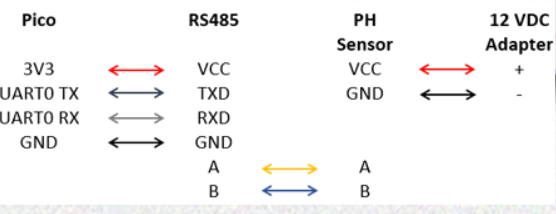 Pico RS485 PH Sensor 12 VDC Adapter
3V3 VCC VCC +
UART0 TX TXD GND -
UART0 RX RXD
GND GND
A A
B B